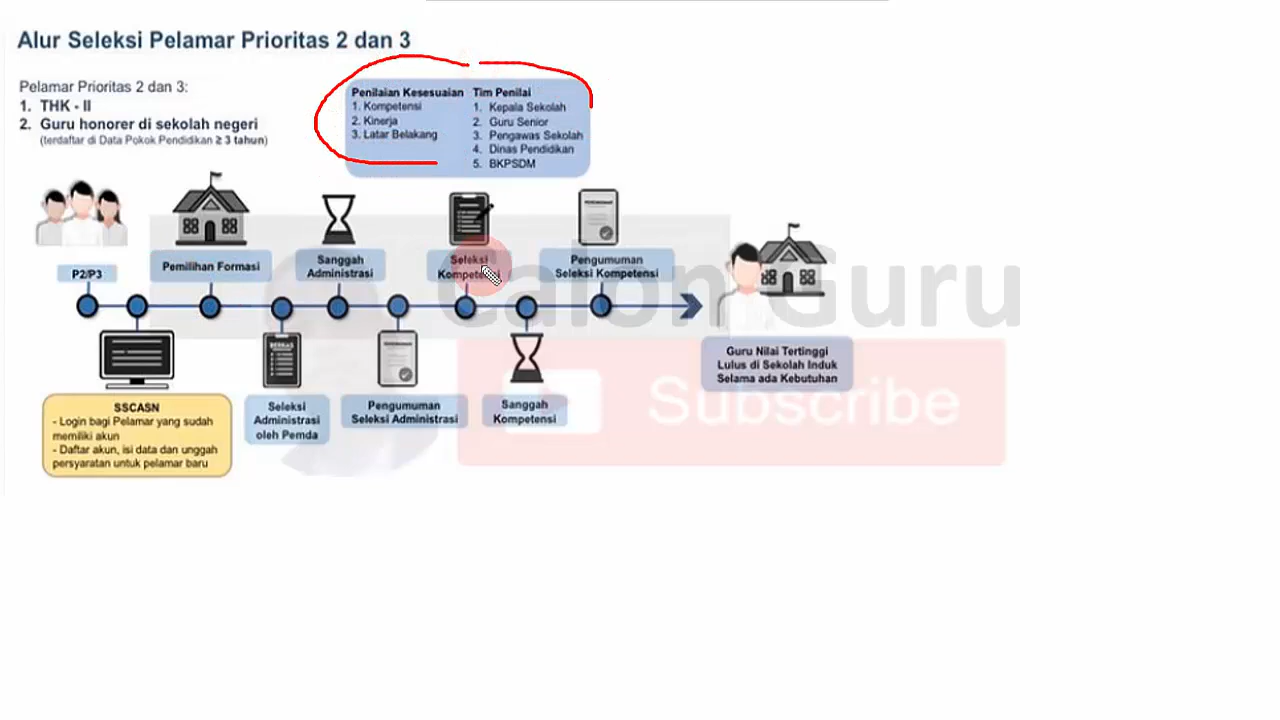 Alur Seleksi Pelamar Prioritas 2 dan 3
Pelamar Prioritas 2 dan 3:
1. THK - II
2. Guru honorer di sekolah negeri
(terdaftar di Data Pokok Pendidikan ≥ 3 tahun)
Penilaian Kesesuaian
1. Kompetensi
2. Kinerja
3. Latar Belakang
Tim Penilai
1. Kepala Sekolah
2. Guru Senior
3. Pengawas Sekolah
4. Dinas Pendidikan
5. BKPSDM
P2/P3
Pemilihan Formasi
Sanggah
Administrasi
Seleksi
Kompetensi
Pengumuman
Seleksi Kompetensi
Calon Guru
SSCASN
- Login bagi Pelamar yang sudah
memiliki akun
- Daftar akun, isi data dan unggah
persyaratan untuk pelamar baru
BERKAS
Seleksi
Administrasi
oleh Pemda
Pengumuman
Seleksi Administrasi
Sanggah
Kompetensi
Guru Nilai Tertinggi
Lulus di Sekolah Induk
Selama ada Kebutuhan
Subscribe